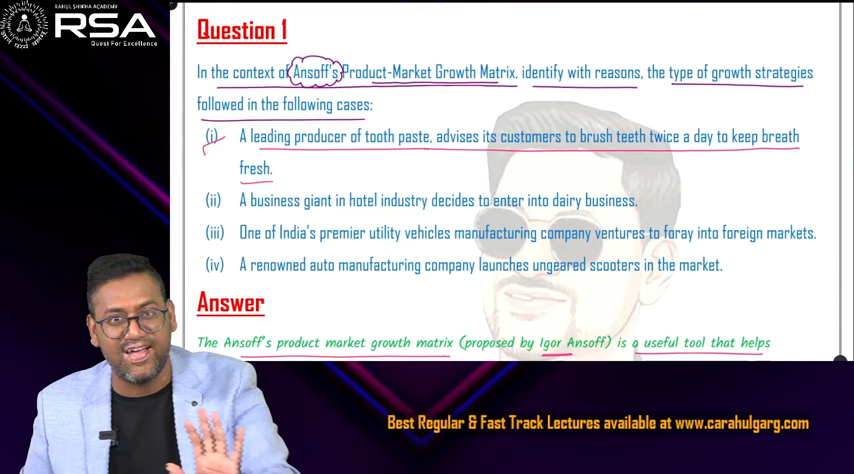 RAHUL SHIKHA ACADEMY
RSA
Quest For Excellence
Question 1
In the context of Ansoff's Product-Market Growth Matrix, identify with reasons, the type of growth strategies
followed in the following cases:
(i) A leading producer of tooth paste, advises its customers to brush teeth twice a day to keep breath
fresh.
(ii) A business giant in hotel industry decides to enter into dairy business.
(iii) One of India's premier utility vehicles manufacturing company ventures to foray into foreign markets.
(iv) A renowned auto manufacturing company launches ungeared scooters in the market.
Answer
The Ansoff's product market growth matrix (proposed by Igor Ansoff) is a useful tool that helps
Best Regular & Fast Track Lectures available at www.carahulgarg.com